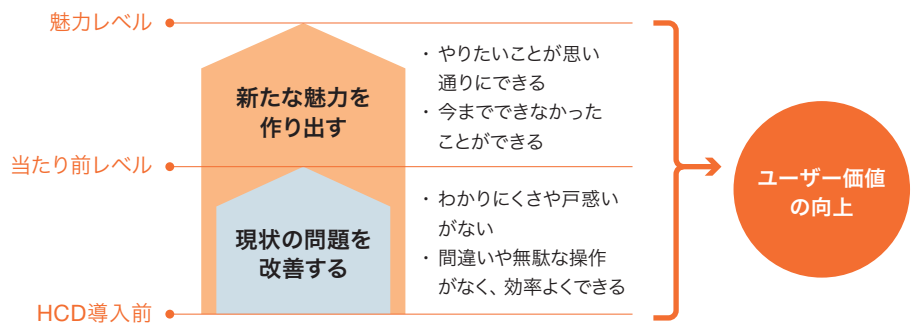 魅力レベル
新たな魅力を
作り出す
・ やりたいことが思い
通りにできる
・ 今までできなかった
ことができる
当たり前レベル
現状の問題を
改善する
・ わかりにくさや戸惑い
がない
・ 間違いや無駄な操作
がなく、効率よくできる
HCD導入前
ユーザー価値
の向上